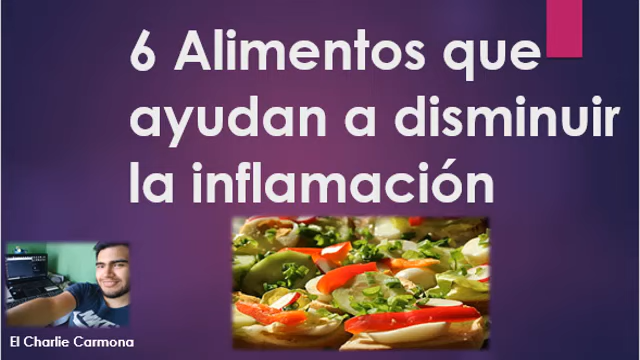 6 Alimentos que
ayudan a disminuir
la inflamación
El Charlie Carmona